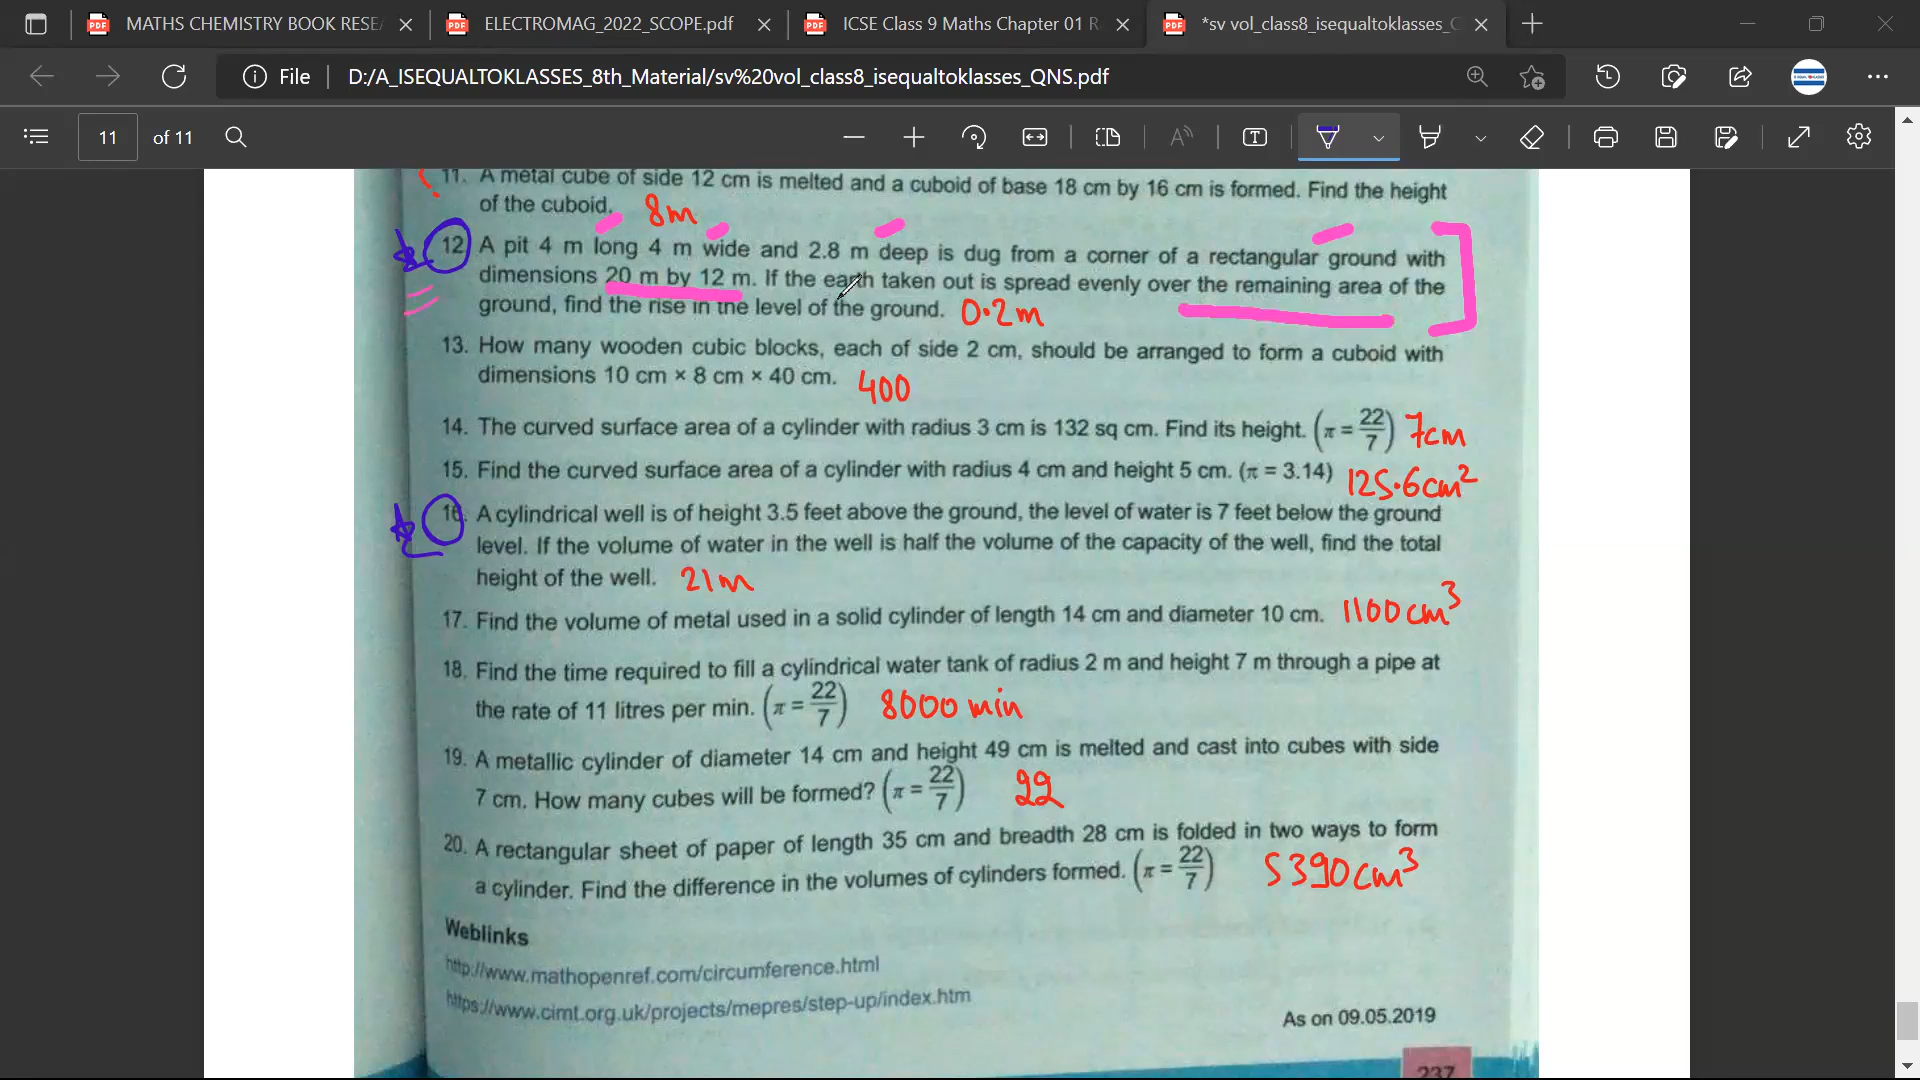 MATHS CHEMISTRY BOOK RESE
ELECTROMAG_2022_SCOPE.pdf
ICSE Class 9 Maths Chapter 01 R
*sv vol_class8_isequaltoklasses_Q
File
D:/A_ISEQUALTOKLASSES_8th_Material/sv%20vol_class8_isequaltoklasses_QNS.pdf
11 of 11
11. A metal cube of side 12 cm is melted and a cuboid of base 18 cm by 16 cm is formed. Find the height
of the cuboid. 8m
12 A pit 4 m long 4 m wide and 2.8 m deep is dug from a corner of a rectangular ground with
dimensions 20 m by 12 m. If the earth taken out is spread evenly over the remaining area of the
ground, find the rise in the level of the ground. 0.2m
13. How many wooden cubic blocks, each of side 2 cm, should be arranged to form a cuboid with
dimensions 10 cm × 8 cm × 40 cm. 400
14. The curved surface area of a cylinder with radius 3 cm is 132 sq cm. Find its height. (π = 22/7) 7cm
15. Find the curved surface area of a cylinder with radius 4 cm and height 5 cm. (π = 3.14) 125.6cm²
16. A cylindrical well is of height 3.5 feet above the ground, the level of water is 7 feet below the ground
level. If the volume of water in the well is half the volume of the capacity of the well, find the total
height of the well. 21m
17. Find the volume of metal used in a solid cylinder of length 14 cm and diameter 10 cm. 1100cm³
18. Find the time required to fill a cylindrical water tank of radius 2 m and height 7 m through a pipe at
the rate of 11 litres per min. (π = 22/7) 8000 min
19. A metallic cylinder of diameter 14 cm and height 49 cm is melted and cast into cubes with side
7 cm. How many cubes will be formed? (π = 22/7) 22
20. A rectangular sheet of paper of length 35 cm and breadth 28 cm is folded in two ways to form
a cylinder. Find the difference in the volumes of cylinders formed. (π = 22/7) 5390cm³
Weblinks
http://www.mathopenref.com/circumference.html
https://www.cimt.org.uk/projects/mepres/step-up/index.htm
As on 09.05.2019
237